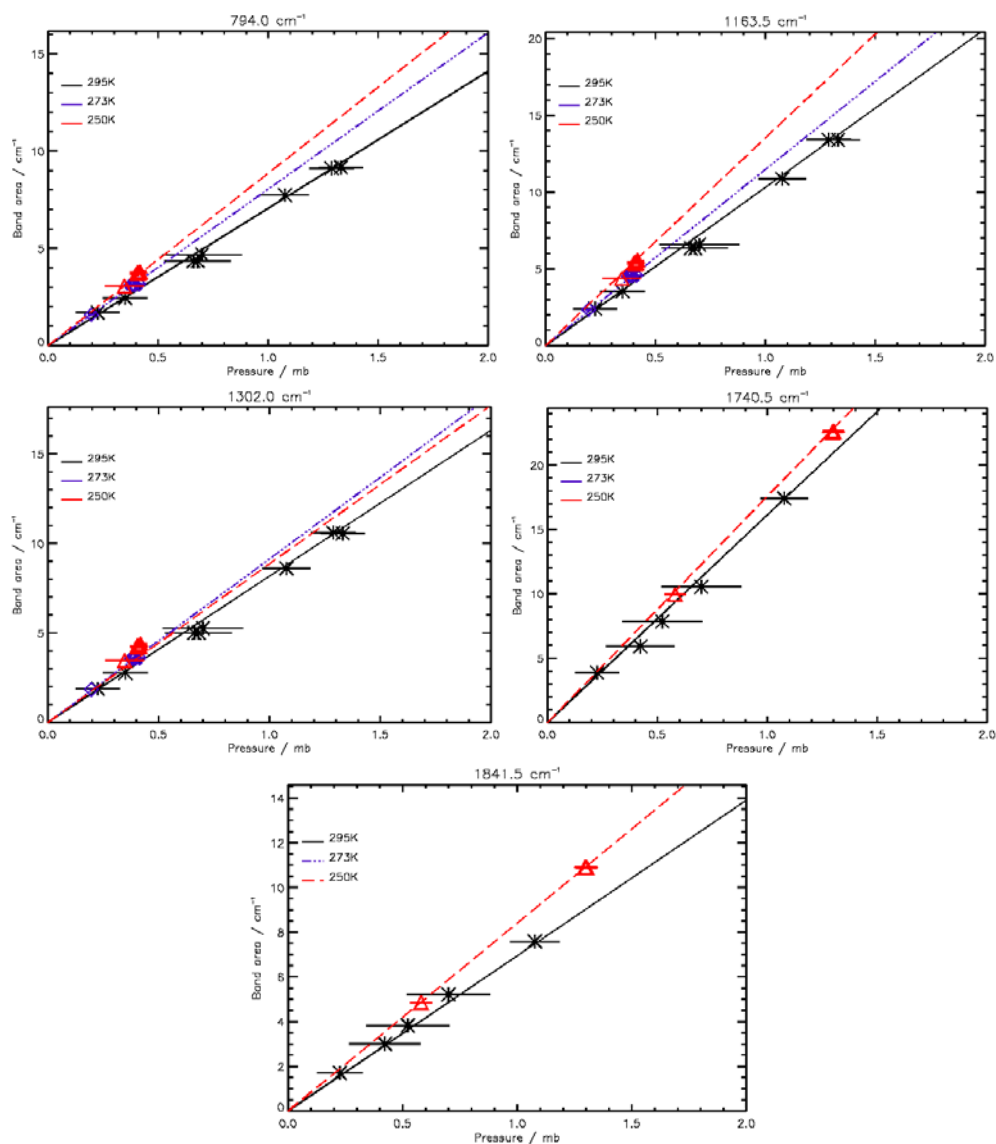 794.0 cm⁻¹
15
10
5
0
Band area / cm⁻¹
295K
273K
250K
0.0 0.5 1.0 1.5 2.0
Pressure / mb
1163.5 cm⁻¹
20
15
10
5
0
Band area / cm⁻¹
295K
273K
250K
0.0 0.5 1.0 1.5 2.0
Pressure / mb
1302.0 cm⁻¹
15
10
5
0
Band area / cm⁻¹
295K
273K
250K
0.0 0.5 1.0 1.5 2.0
Pressure / mb
1740.5 cm⁻¹
20
15
10
5
0
Band area / cm⁻¹
295K
273K
250K
0.0 0.5 1.0 1.5 2.0
Pressure / mb
1841.5 cm⁻¹
14
12
10
8
6
4
2
0
Band area / cm⁻¹
295K
273K
250K
0.0 0.5 1.0 1.5 2.0
Pressure / mb